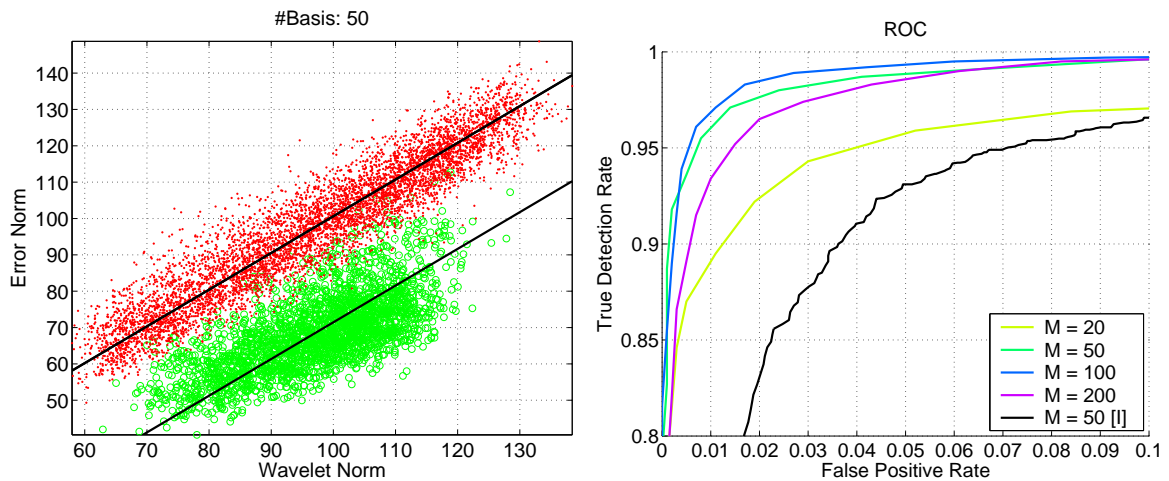 #Basis: 50
Error Norm
140
130
120
110
100
90
80
70
60
50
60 70 80 90 100 110 120 130
Wavelet Norm
ROC
True Detection Rate
1
0.95
0.9
0.85
0.8
0 0.01 0.02 0.03 0.04 0.05 0.06 0.07 0.08 0.09 0.1
False Positive Rate
M = 20
M = 50
M = 100
M = 200
M = 50 [I]